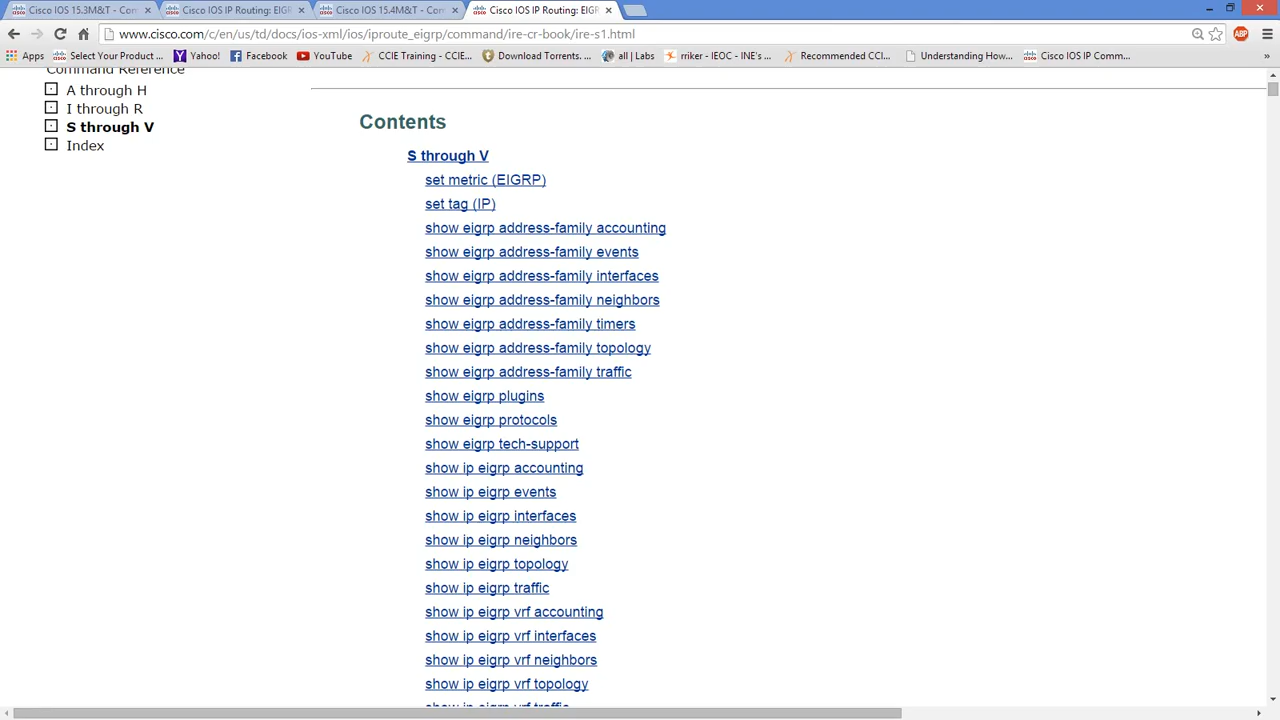 Cisco IOS 15.3M&T - Com
Cisco IOS IP Routing: EIGR
Cisco IOS 15.4M&T - Com
Cisco IOS IP Routing: EIGR
www.cisco.com/c/en/us/td/docs/ios-xml/ios/iproute_eigrp/command/ire-cr-book/ire-s1.html
ABP
Apps
Select Your Product ...
Yahoo!
Facebook
YouTube
CCIE Training - CCIE...
Download Torrents. ...
all | Labs
rriker - IEOC - INE's ...
Recommended CCI...
Understanding How...
Cisco IOS IP Comm...
»
Command Reference
A through H
I through R
S through V
Index
Contents
S through V
set metric (EIGRP)
set tag (IP)
show eigrp address-family accounting
show eigrp address-family events
show eigrp address-family interfaces
show eigrp address-family neighbors
show eigrp address-family timers
show eigrp address-family topology
show eigrp address-family traffic
show eigrp plugins
show eigrp protocols
show eigrp tech-support
show ip eigrp accounting
show ip eigrp events
show ip eigrp interfaces
show ip eigrp neighbors
show ip eigrp topology
show ip eigrp traffic
show ip eigrp vrf accounting
show ip eigrp vrf interfaces
show ip eigrp vrf neighbors
show ip eigrp vrf topology
show ip eigrp vrf traffic